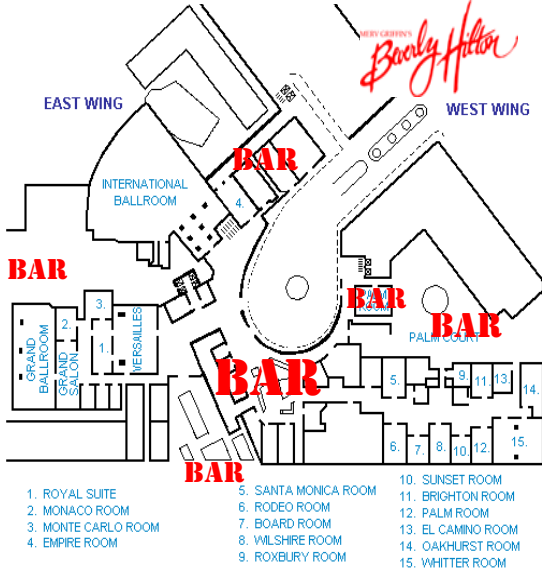 MERV GRIFFIN'S
Beverly Hilton
EAST WING
WEST WING
BAR
INTERNATIONAL
BALLROOM
4.
BAR
BAR
PALM
ROOM
BAR
PALM COURT
3.
2.
1.
VERSAILLES
GRAND
BALLROOM
GRAND
SALON
BAR
5.
9.
11.
13.
14.
6.
7.
8.
10.
12.
15.
BAR
1. ROYAL SUITE
2. MONACO ROOM
3. MONTE CARLO ROOM
4. EMPIRE ROOM
5. SANTA MONICA ROOM
6. RODEO ROOM
7. BOARD ROOM
8. WILSHIRE ROOM
9. ROXBURY ROOM
10. SUNSET ROOM
11. BRIGHTON ROOM
12. PALM ROOM
13. EL CAMINO ROOM
14. OAKHURST ROOM
15. WHITTER ROOM